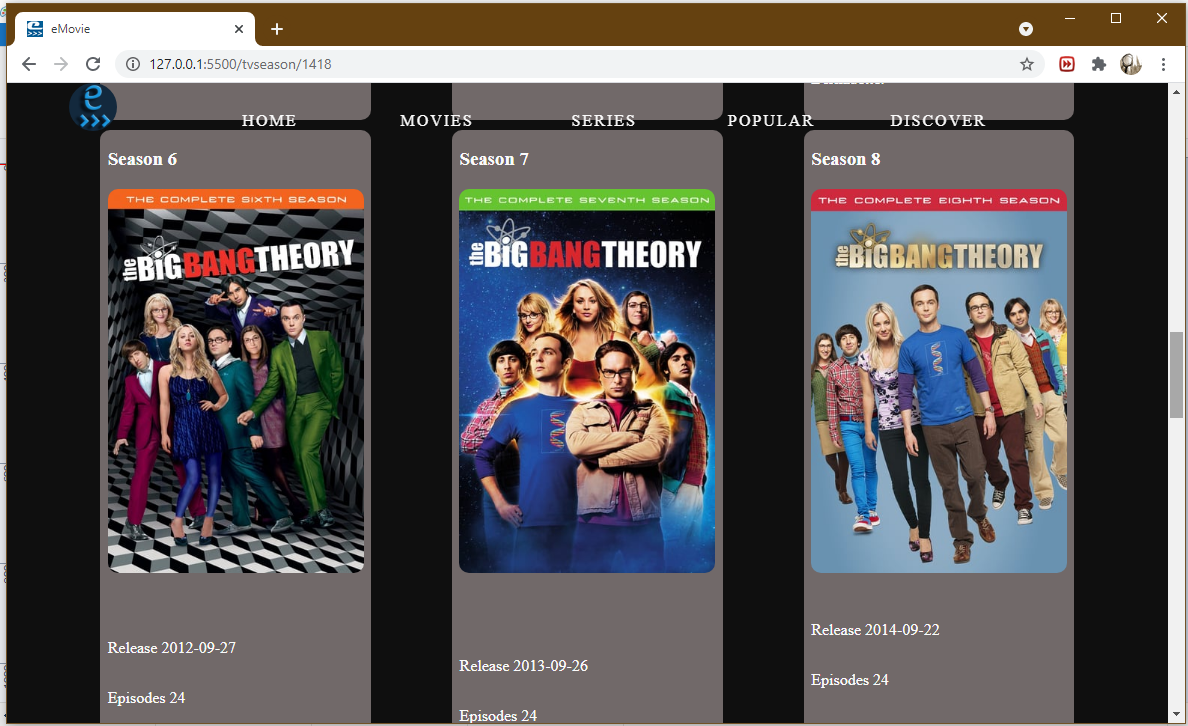 eMovie
127.0.0.1:5500/tvseason/1418
e
HOME MOVIES SERIES POPULAR DISCOVER
Season 6
THE COMPLETE SIXTH SEASON
the BIG BANG THEORY
Release 2012-09-27
Episodes 24
Season 7
THE COMPLETE SEVENTH SEASON
the BIG BANG THEORY
Release 2013-09-26
Episodes 24
Season 8
THE COMPLETE EIGHTH SEASON
the BIG BANG THEORY
Release 2014-09-22
Episodes 24